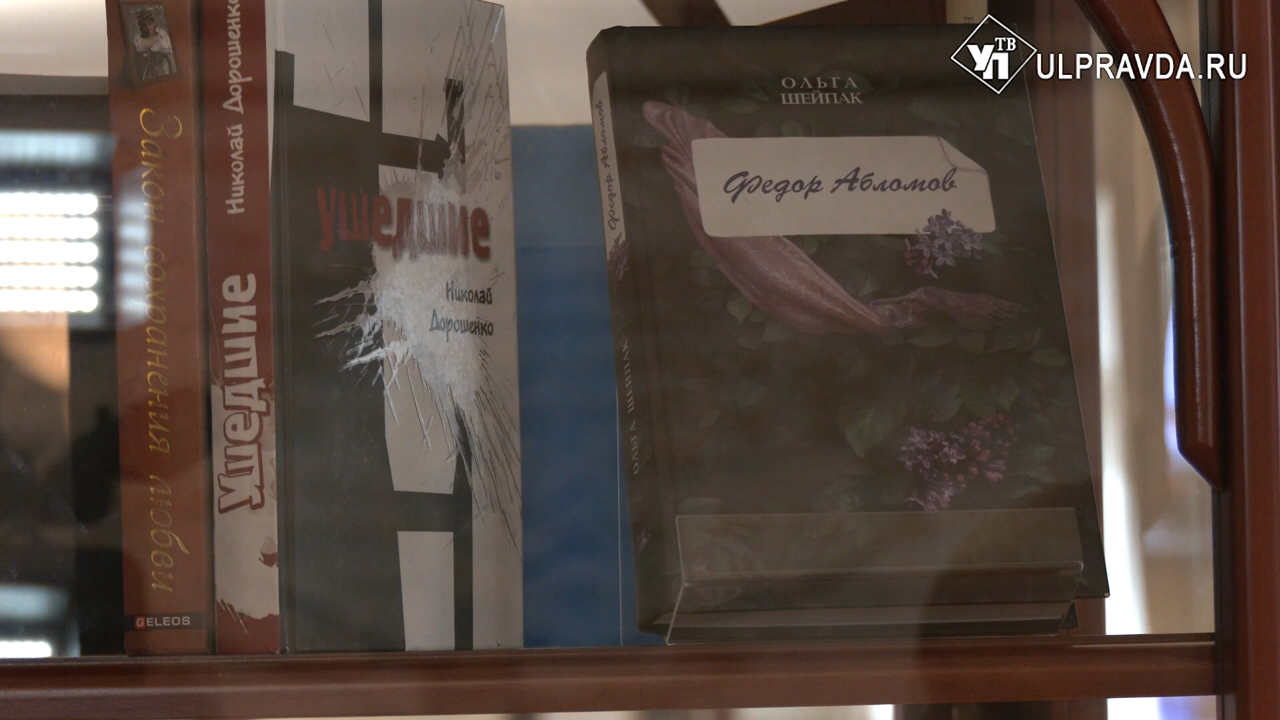 Закон сохранения любви
GELEOS
Николай Дорошенко
Ушедшие
ушедшие
Николай
Дорошенко
Федор Абломов
ОЛЬГА ШЕЙПАК
ОЛЬГА
ШЕЙПАК
Федор Абломов
УП ТВ
ULPRAVDA.RU